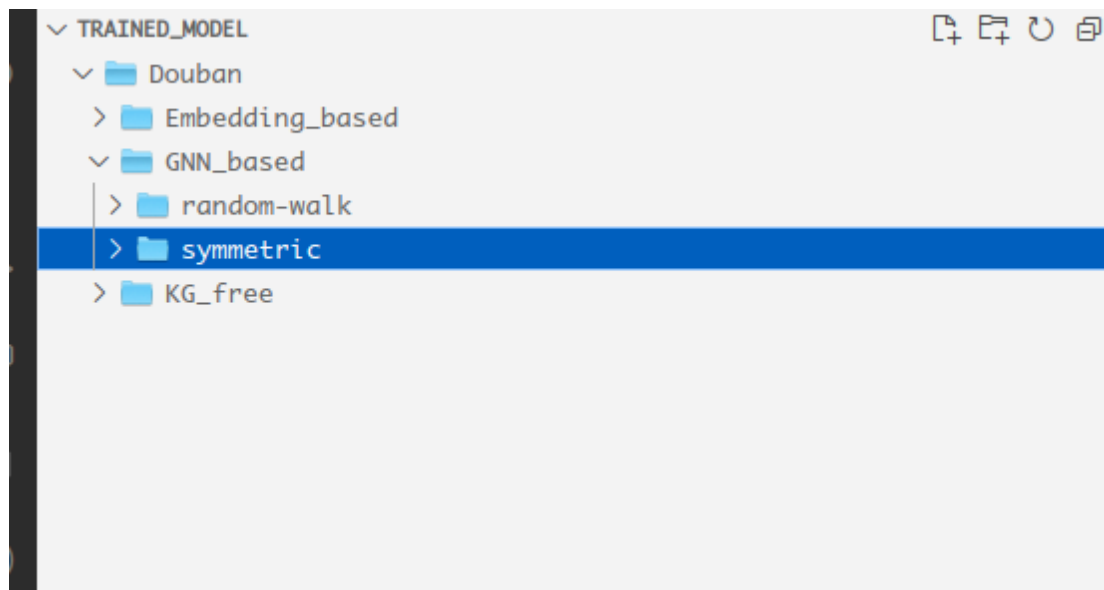 TRAINED_MODEL
Douban
Embedding_based
GNN_based
random-walk
symmetric
KG_free